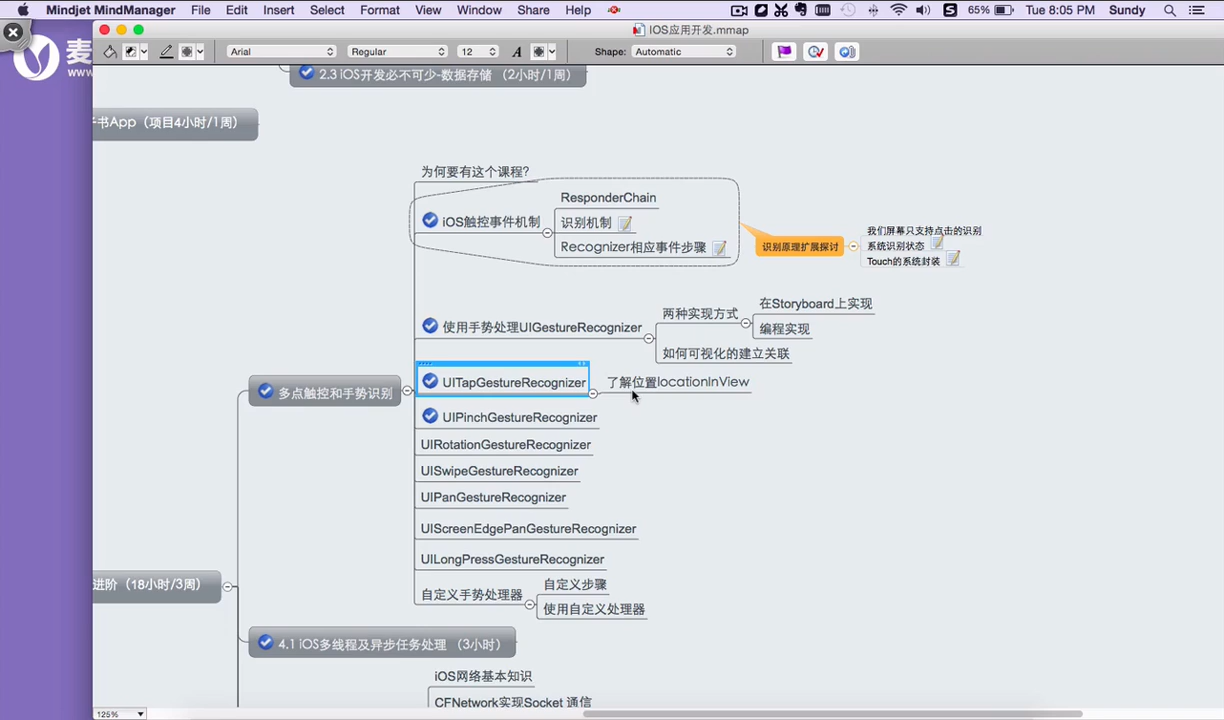 Mindjet MindManager File Edit Insert Select Format View Window Share Help 65% Tue 8:05 PM Sundy
IOS应用开发.mmap
麦
Arial Regular 12 A Shape: Automatic
2.3 iOS开发必不可少-数据存储 （2小时/1周）
书App（项目4小时/1周）
为何要有这个课程?
iOS触控事件机制
ResponderChain
识别机制
Recognizer相应事件步骤
识别原理扩展探讨
我们屏幕只支持点击的识别
系统识别状态
Touch的系统封装
使用手势处理UIGestureRecognizer
两种实现方式
在Storyboard上实现
编程实现
如何可视化的建立关联
多点触控和手势识别
UITapGestureRecognizer
了解位置locationInView
UIPinchGestureRecognizer
UIRotationGestureRecognizer
UISwipeGestureRecognizer
UIPanGestureRecognizer
UIScreenEdgePanGestureRecognizer
UILongPressGestureRecognizer
自定义手势处理器
自定义步骤
使用自定义处理器
进阶（18小时/3周）
4.1 iOS多线程及异步任务处理 （3小时）
iOS网络基本知识
CFNetwork实现Socket 通信
125%